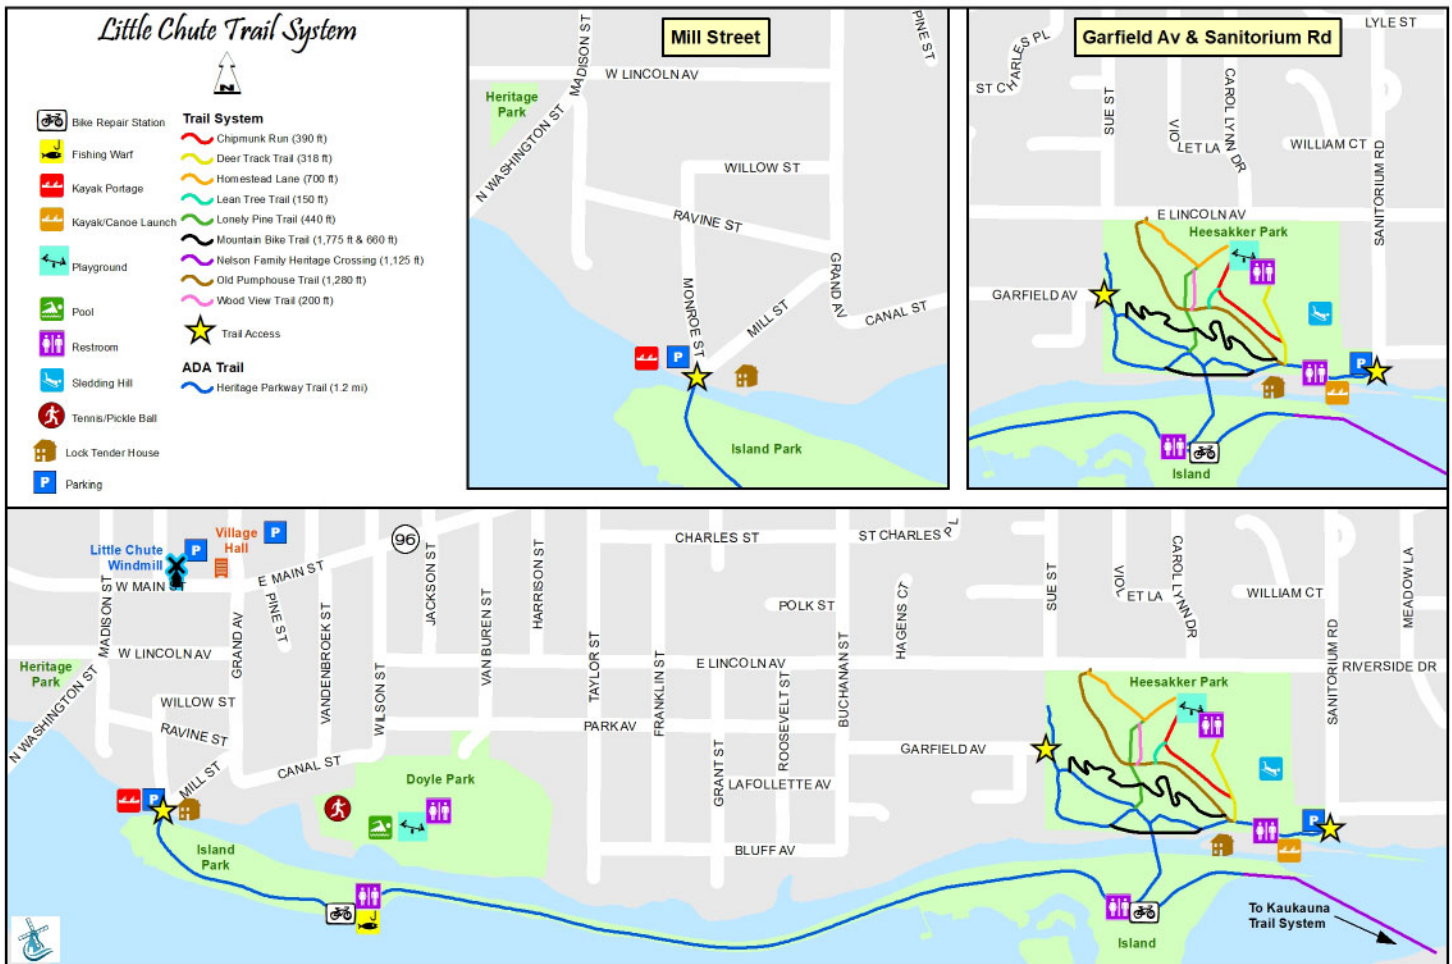 Little Chute Trail System
N
Bike Repair Station
Fishing Warf
Kayak Portage
Kayak/Canoe Launch
Playground
Pool
Restroom
Sledding Hill
Tennis/Pickle Ball
Lock Tender House
P Parking
Trail System
Chipmunk Run (390 ft)
Deer Track Trail (318 ft)
Homestead Lane (700 ft)
Lean Tree Trail (150 ft)
Lonely Pine Trail (440 ft)
Mountain Bike Trail (1,775 ft & 660 ft)
Nelson Family Heritage Crossing (1,125 ft)
Old Pumphouse Trail (1,280 ft)
Wood View Trail (200 ft)
Trail Access
ADA Trail
Heritage Parkway Trail (1.2 mi)
Mill Street
MADISON ST
PINE ST
W LINCOLN AV
Heritage
Park
N WASHINGTON ST
WILLOW ST
RAVINE ST
GRAND AV
MONROE ST
MILL ST
CANAL ST
P
Island Park
Garfield Av & Sanitorium Rd
LYLE ST
ST CHARLES PL
SUE ST
VIOLET LA
CAROL LYNN DR
WILLIAM CT
SANITORIUM RD
E LINCOLN AV
Heesakker Park
GARFIELD AV
P
Island
Little Chute
Windmill
P
Village
Hall
P
W MAIN ST
E MAIN ST
96
MADISON ST
PINE ST
GRAND AV
VANDENBROEK ST
WILSON ST
JACKSON ST
VAN BUREN ST
HARRISON ST
TAYLOR ST
FRANKLIN ST
CHARLES ST
ST CHARLES PL
POLK ST
HAGENS CT
BUCHANAN ST
SUE ST
VIOLET LA
CAROL LYNN DR
WILLIAM CT
SANITORIUM RD
MEADOW LA
W LINCOLN AV
E LINCOLN AV
RIVERSIDE DR
Heritage
Park
N WASHINGTON ST
WILLOW ST
RAVINE ST
MILL ST
CANAL ST
PARK AV
GRANT ST
ROOSEVELT ST
LAFOLLETTE AV
BLUFF AV
GARFIELD AV
Heesakker Park
Doyle Park
P
P
Island
Park
Island
To Kaukauna
Trail System